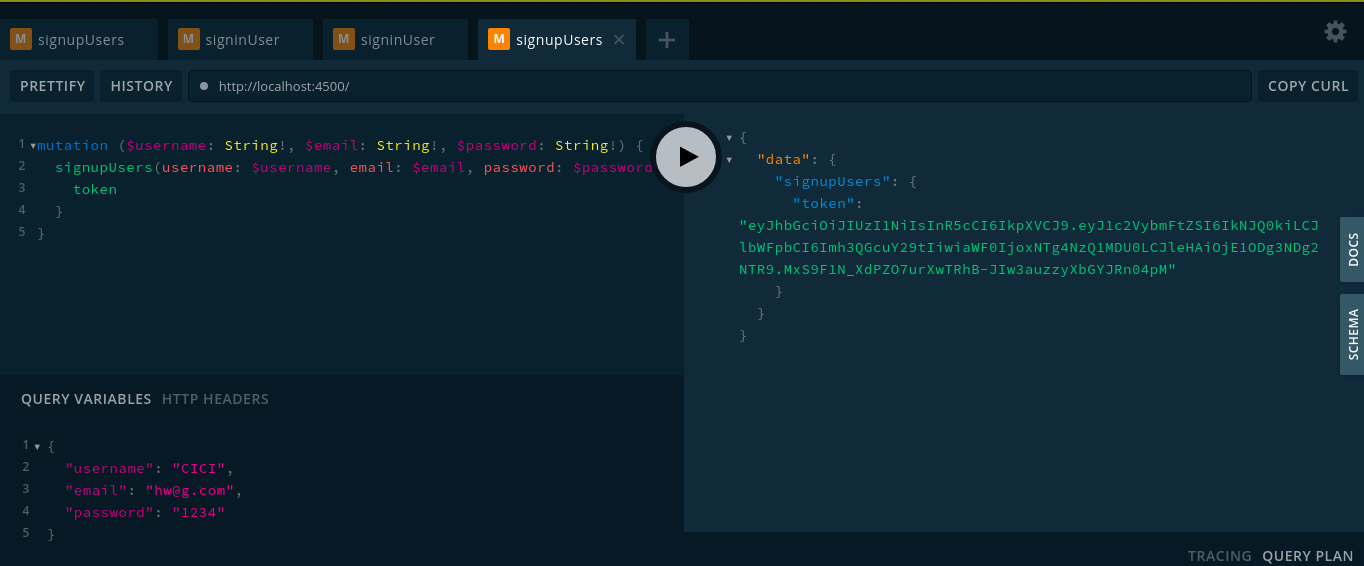 M signupUsers M signinUser M signinUser M signupUsers × +
PRETTIFY HISTORY http://localhost:4500/ COPY CURL
1 mutation ($username: String!, $email: String!, $password: String!) {
2 signupUsers(username: $username, email: $email, password: $password
3 token
4 }
5 }
{
"data": {
"signupUsers": {
"token":
"eyJhbGciOiJIUzI1NiIsInR5cCI6IkpXVCJ9.eyJ1c2VybmFtZSI6IkNJQ0kiLCJ
lbWFpbCI6Imh3QGcuY29tIiwiaWF0IjoxNTg4NzQ1MDU0LCJleHAiOjE1ODg3NDg2
NTR9.MxS9F1N_XdPZO7urXwTRhB-JIw3auzzyXbGYJRn04pM"
}
}
}
DOCS
SCHEMA
QUERY VARIABLES HTTP HEADERS
1 {
2 "username": "CICI",
3 "email": "hw@g.com",
4 "password": "1234"
5 }
TRACING QUERY PLAN